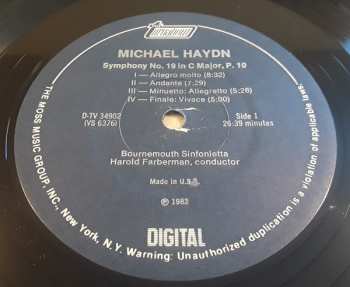 Turnabout
MICHAEL HAYDN
Symphony No. 19 in C Major, P. 10
I — Allegro molto (8:32)
II — Andante (7:29)
III — Minuetto: Allegretto (5:26)
IV — Finale: Vivace (5:00)
D-TV 34902 Side 1
(VS 6376) 26:39 minutes
Bournemouth Sinfonietta
Harold Farberman, conductor
Made in U.S.A.
℗ 1983
DIGITAL
THE MOSS MUSIC GROUP, INC., New York, N.Y. Warning: Unauthorized duplication is a violation of applicable laws.